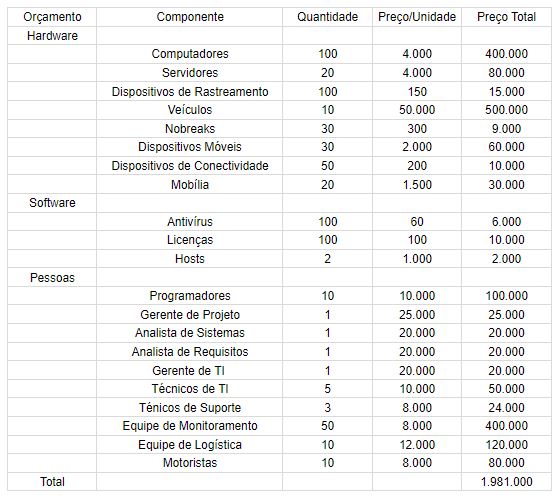 Orçamento Componente Quantidade Preço/Unidade Preço Total
Hardware
Computadores 100 4.000 400.000
Servidores 20 4.000 80.000
Dispositivos de Rastreamento 100 150 15.000
Veículos 10 50.000 500.000
Nobreaks 30 300 9.000
Dispositivos Móveis 30 2.000 60.000
Dispositivos de Conectividade 50 200 10.000
Mobília 20 1.500 30.000
Software
Antivírus 100 60 6.000
Licenças 100 100 10.000
Hosts 2 1.000 2.000
Pessoas
Programadores 10 10.000 100.000
Gerente de Projeto 1 25.000 25.000
Analista de Sistemas 1 20.000 20.000
Analista de Requisitos 1 20.000 20.000
Gerente de TI 1 20.000 20.000
Técnicos de TI 5 10.000 50.000
Ténicos de Suporte 3 8.000 24.000
Equipe de Monitoramento 50 8.000 400.000
Equipe de Logística 10 12.000 120.000
Motoristas 10 8.000 80.000
Total 1.981.000